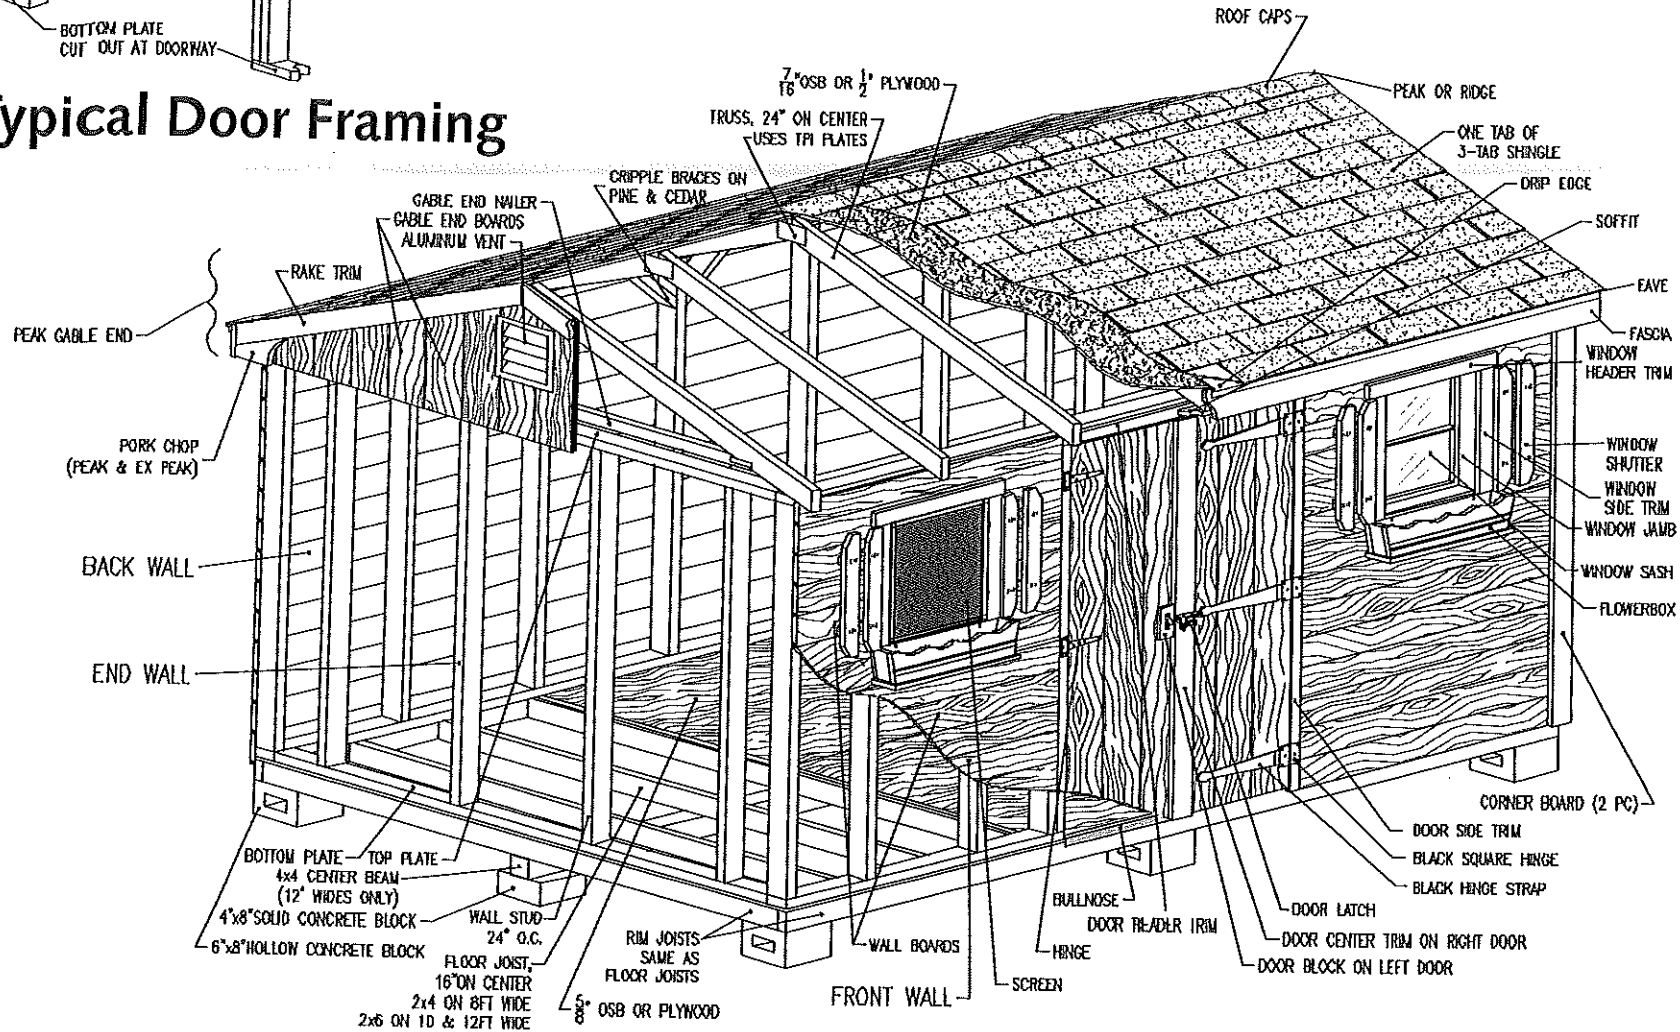 BOTTOM PLATE
CUT OUT AT DOORWAY
ypical Door Framing
ROOF CAPS
7/16" OSB OR 1/2" PLYWOOD
PEAK OR RIDGE
TRUSS, 24" ON CENTER
USES TPI PLATES
ONE TAB OF
3-TAB SHINGLE
CRIPPLE BRACES ON
PINE & CEDAR
DRIP EDGE
GABLE END NAILER
GABLE END BOARDS
ALUMINUM VENT
SOFFIT
RAKE TRIM
EAVE
PEAK GABLE END
FASCIA
WINDOW
HEADER TRIM
PORK CHOP
(PEAK & EX PEAK)
WINDOW
SHUTTER
WINDOW
SIDE TRIM
WINDOW JAMB
BACK WALL
WINDOW SASH
FLOWERBOX
END WALL
CORNER BOARD (2 PC)
DOOR SIDE TRIM
BLACK SQUARE HINGE
BLACK HINGE STRAP
BOTTOM PLATE
TOP PLATE
4x4 CENTER BEAM
(12' WIDES ONLY)
4"x8" SOLID CONCRETE BLOCK
6"x8" HOLLOW CONCRETE BLOCK
WALL STUD
24" O.C.
FLOOR JOIST,
16" ON CENTER
2x4 ON 8FT WIDE
2x6 ON 10 & 12FT WIDE
RIM JOISTS
SAME AS
FLOOR JOISTS
5/8" OSB OR PLYWOOD
WALL BOARDS
FRONT WALL
BULLNOSE
DOOR HEADER TRIM
HINGE
SCREEN
DOOR LATCH
DOOR CENTER TRIM ON RIGHT DOOR
DOOR BLOCK ON LEFT DOOR